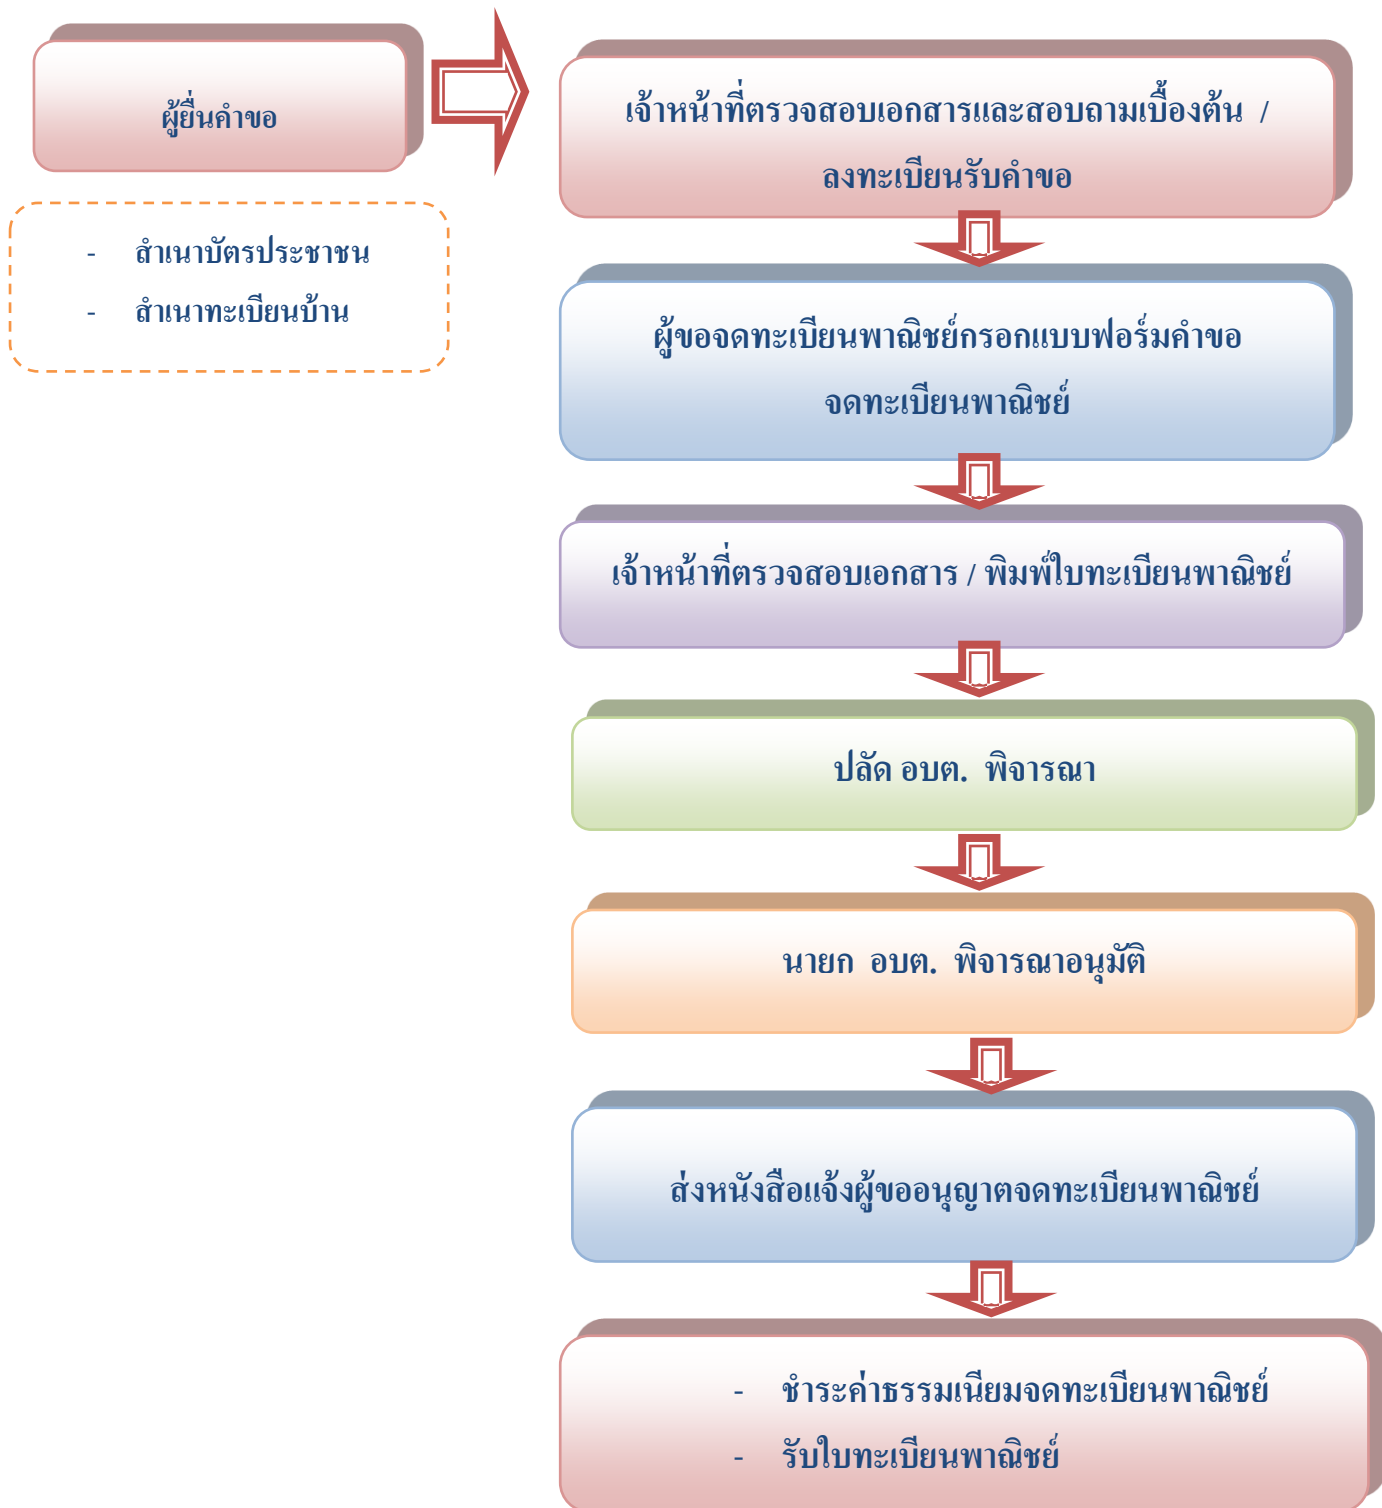 ผู้ยื่นคำขอ
- สำเนาบัตรประชาชน
- สำเนาทะเบียนบ้าน
เจ้าหน้าที่ตรวจสอบเอกสารและสอบถามเบื้องต้น /
ลงทะเบียนรับคำขอ
ผู้ขอจดทะเบียนพาณิชย์กรอกแบบฟอร์มคำขอ
จดทะเบียนพาณิชย์
เจ้าหน้าที่ตรวจสอบเอกสาร / พิมพ์ใบทะเบียนพาณิชย์
ปลัด อบต. พิจารณา
นายก อบต. พิจารณาอนุมัติ
ส่งหนังสือแจ้งผู้ขออนุญาตจดทะเบียนพาณิชย์
- ชำระค่าธรรมเนียมจดทะเบียนพาณิชย์
- รับใบทะเบียนพาณิชย์